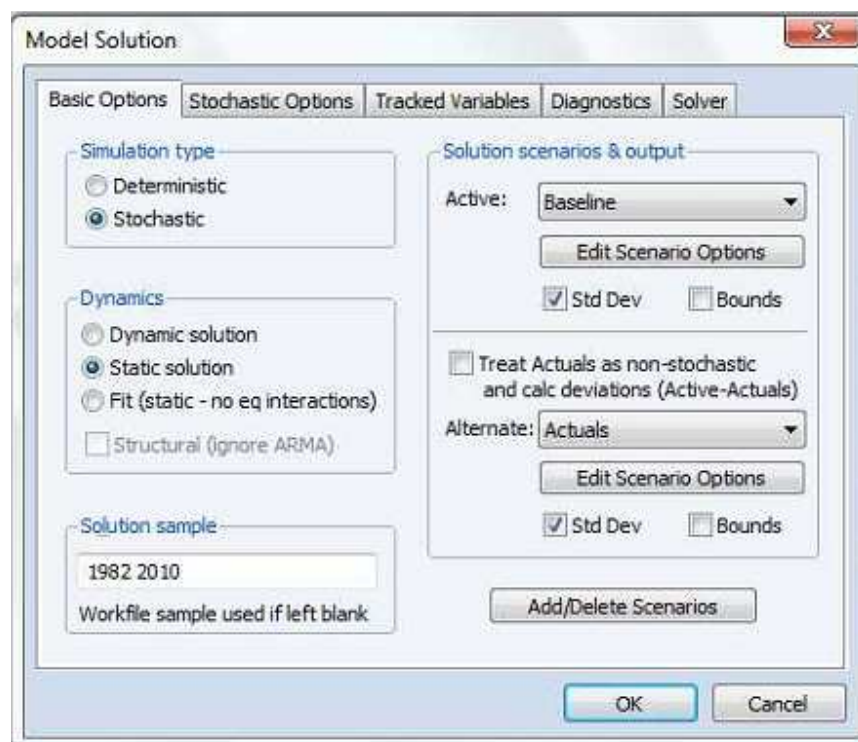 Model Solution
Basic Options
Stochastic Options
Tracked Variables
Diagnostics
Solver
Simulation type
Deterministic
Stochastic
Dynamics
Dynamic solution
Static solution
Fit (static - no eq interactions)
Structural (ignore ARMA)
Solution sample
1982 2010
Workfile sample used if left blank
Solution scenarios & output
Active:
Baseline
Edit Scenario Options
Std Dev
Bounds
Treat Actuals as non-stochastic
and calc deviations (Active-Actuals)
Alternate:
Actuals
Edit Scenario Options
Std Dev
Bounds
Add/Delete Scenarios
OK
Cancel